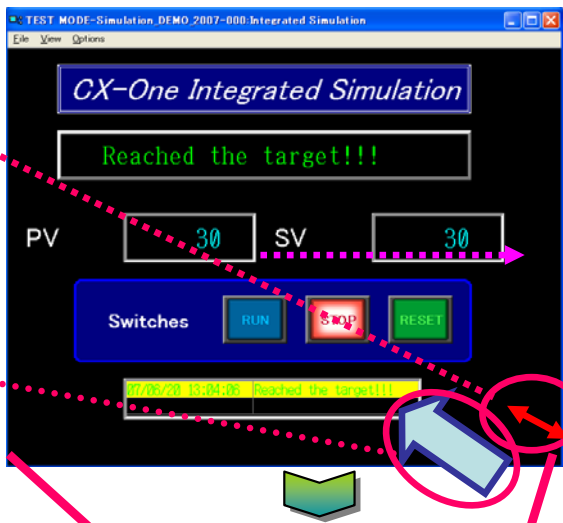 TEST MODE-Simulation_DEMO_2007-000:Integrated Simulation
File View Options
CX-One Integrated Simulation
Reached the target!!!
PV 30 SV 30
Switches RUN STOP RESET
07/06/20 13:04:06 Reached the target!!!